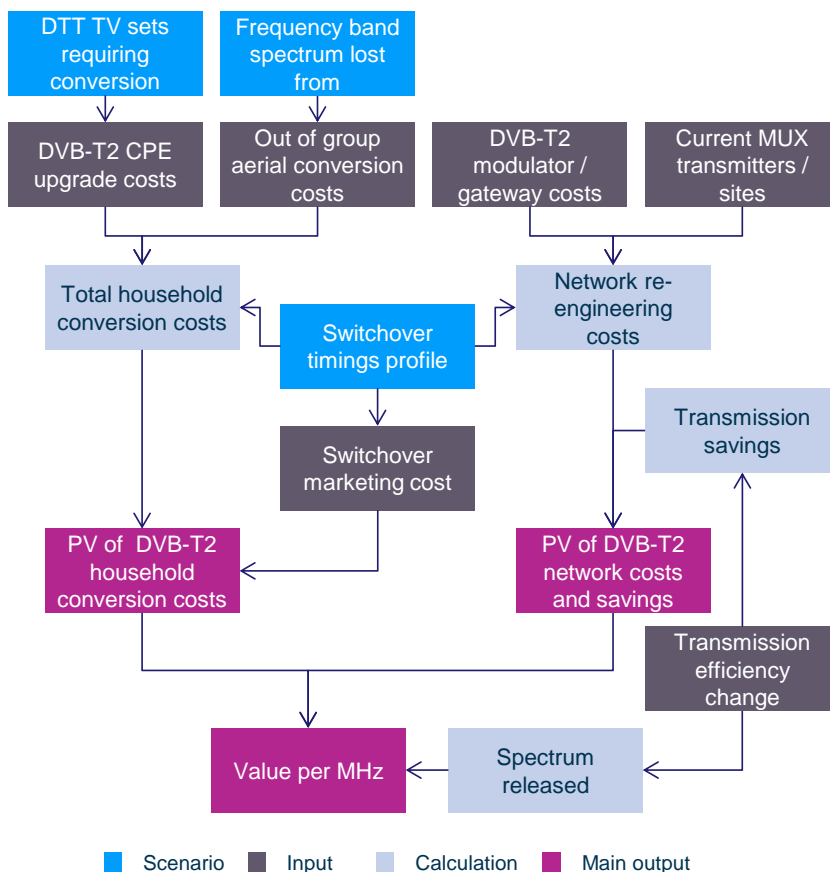 DTT TV sets
requiring
conversion
Frequency band
spectrum lost
from
DVB-T2 CPE
upgrade costs
Out of group
aerial conversion
costs
DVB-T2
modulator /
gateway costs
Current MUX
transmitters /
sites
Total household
conversion costs
Switchover
timings profile
Network re-
engineering
costs
Switchover
marketing cost
Transmission
savings
PV of DVB-T2
household
conversion costs
PV of DVB-T2
network costs
and savings
Transmission
efficiency
change
Value per MHz
Spectrum
released
Scenario
Input
Calculation
Main output